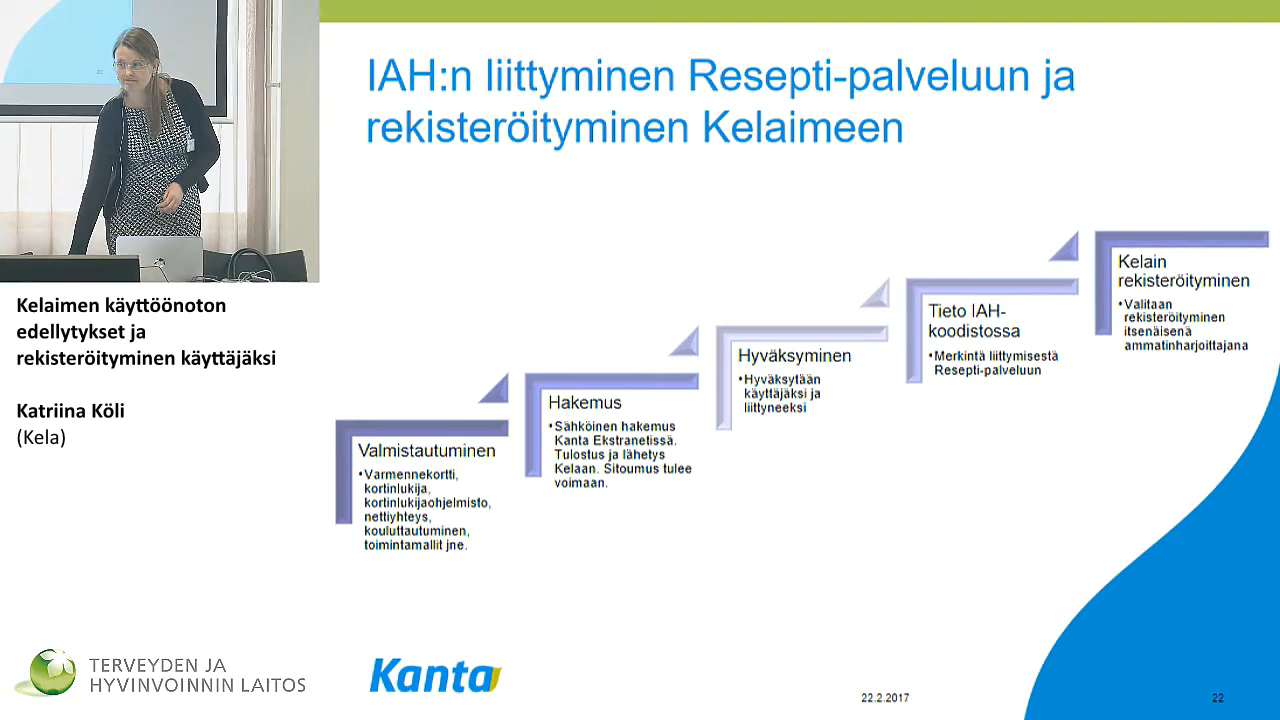 IAH:n liittyminen Resepti-palveluun ja
rekisteröityminen Kelaimeen
Kelaimen käyttöönoton
edellytykset ja
rekisteröityminen käyttäjäksi
Katriina Köli
(Kela)
Valmistautuminen
•Varmennekortti,
kortinlukija,
kortinlukijaohjelmisto,
nettiyhteys,
kouluttautuminen,
toimintamallit jne.
Hakemus
•Sähköinen hakemus
Kanta Ekstranetissä.
Tulostus ja lähetys
Kelaan. Sitoumus tulee
voimaan.
Hyväksyminen
•Hyväksytään
käyttäjäksi ja
liittyneeksi
Tieto IAH-
koodistossa
•Merkintä liittymisestä
Resepti-palveluun
Kelain
rekisteröityminen
•Valitaan
rekisteröityminen
itsenäisenä
ammatinharjoittajana
TERVEYDEN JA
HYVINVOINNIN LAITOS
Kanta
22.2.2017
22